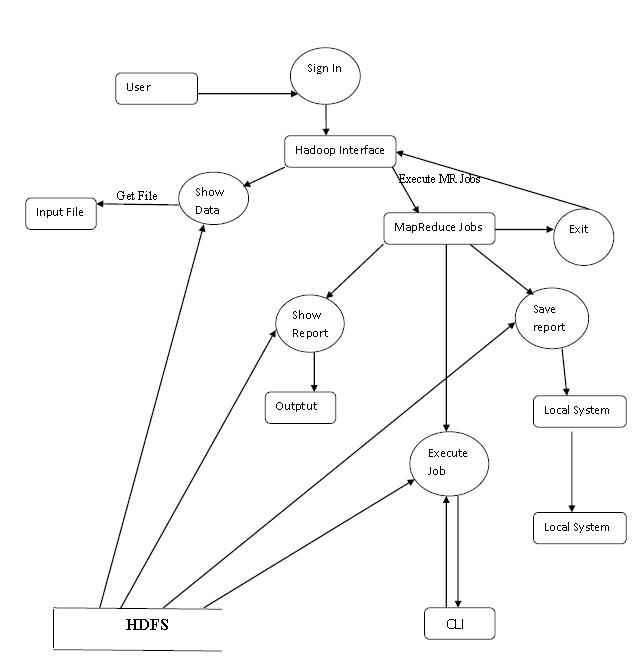 Sign In
User
Hadoop Interface
Execute MR Jobs
Get File
Show
Data
Input File
MapReduce Jobs
Exit
Show
Report
Save
report
Outptut
Local System
Execute
Job
Local System
HDFS
CLI